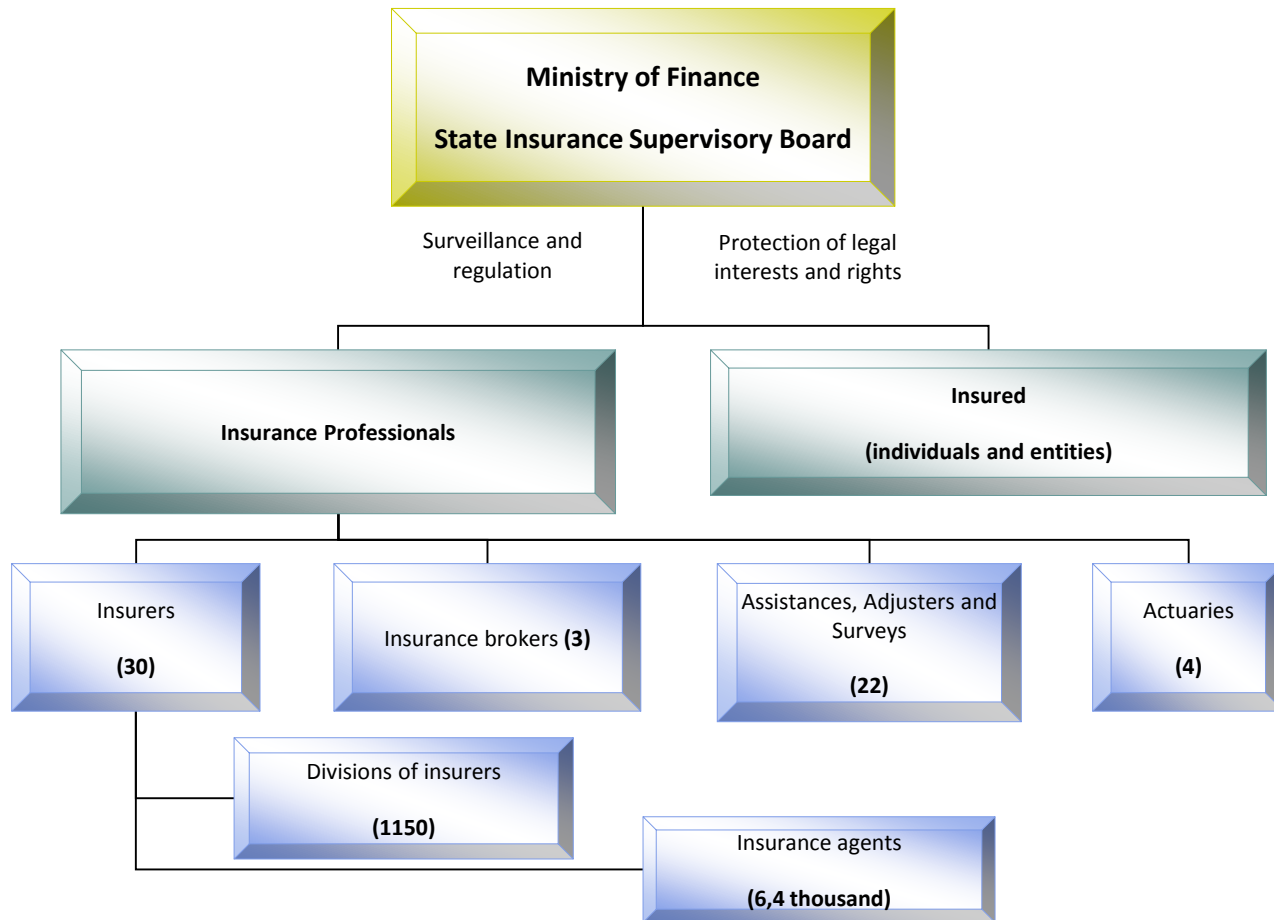 Ministry of Finance
State Insurance Supervisory Board
Surveillance and
regulation
Protection of legal
interests and rights
Insurance Professionals
Insured
(individuals and entities)
Insurers
(30)
Insurance brokers (3)
Assistances, Adjusters and
Surveys
(22)
Actuaries
(4)
Divisions of insurers
(1150)
Insurance agents
(6,4 thousand)